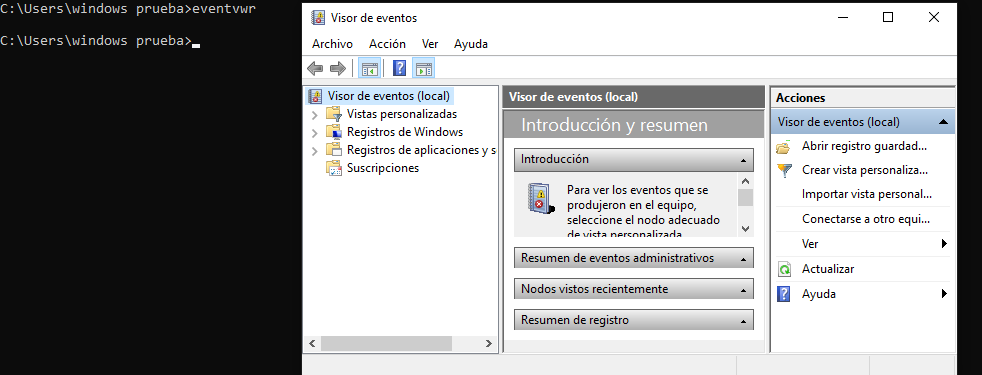 C:\Users\windows prueba>eventvwr
C:\Users\windows prueba>
Visor de eventos
Archivo Acción Ver Ayuda
Visor de eventos (local)
Vistas personalizadas
Registros de Windows
Registros de aplicaciones y s
Suscripciones
Visor de eventos (local)
Introducción y resumen
Introducción
Para ver los eventos que se
produjeron en el equipo,
seleccione el nodo adecuado
de vista personalizada
Resumen de eventos administrativos
Nodos vistos recientemente
Resumen de registro
Acciones
Visor de eventos (local)
Abrir registro guardad...
Crear vista personaliza...
Importar vista personal...
Conectarse a otro equi...
Ver
Actualizar
Ayuda